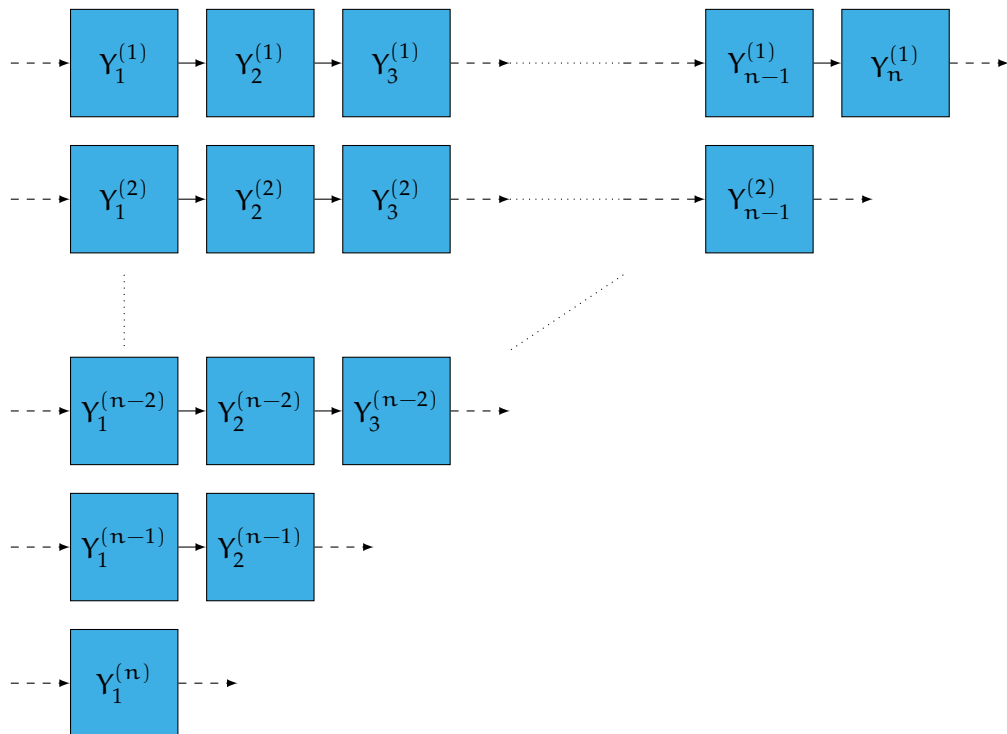 Y_1^{(1)} Y_2^{(1)} Y_3^{(1)} Y_{n-1}^{(1)} Y_n^{(1)}
Y_1^{(2)} Y_2^{(2)} Y_3^{(2)} Y_{n-1}^{(2)}
Y_1^{(n-2)} Y_2^{(n-2)} Y_3^{(n-2)}
Y_1^{(n-1)} Y_2^{(n-1)}
Y_1^{(n)}